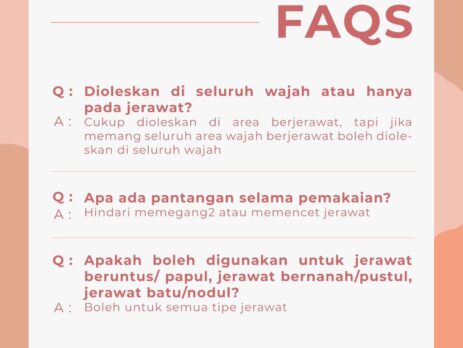 FAQS
Q : Dioleskan di seluruh wajah atau hanya
pada jerawat?
A : Cukup dioleskan di area berjerawat, tapi jika
memang seluruh area wajah berjerawat boleh diole-
skan di seluruh wajah
Q : Apa ada pantangan selama pemakaian?
A : Hindari memegang2 atau memencet jerawat
Q : Apakah boleh digunakan untuk jerawat
beruntus/ papul, jerawat bernanah/pustul,
jerawat batu/nodul?
A : Boleh untuk semua tipe jerawat